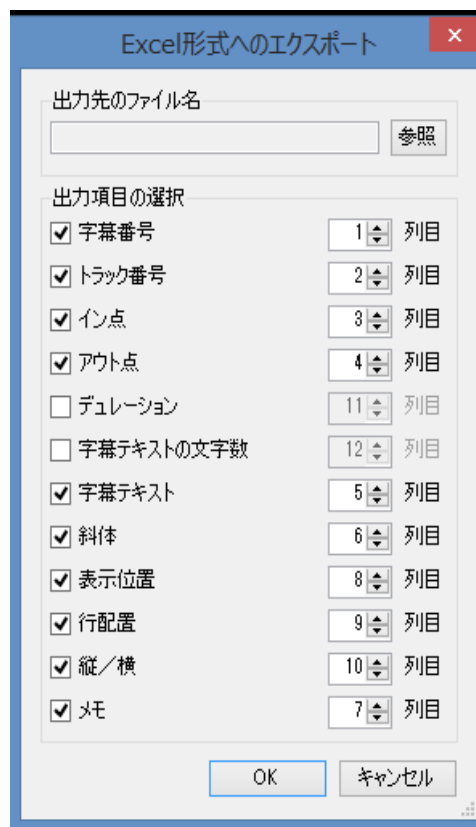 Excel形式へのエクスポート
出力先のファイル名
参照
出力項目の選択
字幕番号 1 列目
トラック番号 2 列目
イン点 3 列目
アウト点 4 列目
デュレーション 11 列目
字幕テキストの文字数 12 列目
字幕テキスト 5 列目
斜体 6 列目
表示位置 8 列目
行配置 9 列目
縦／横 10 列目
メモ 7 列目
OK キャンセル